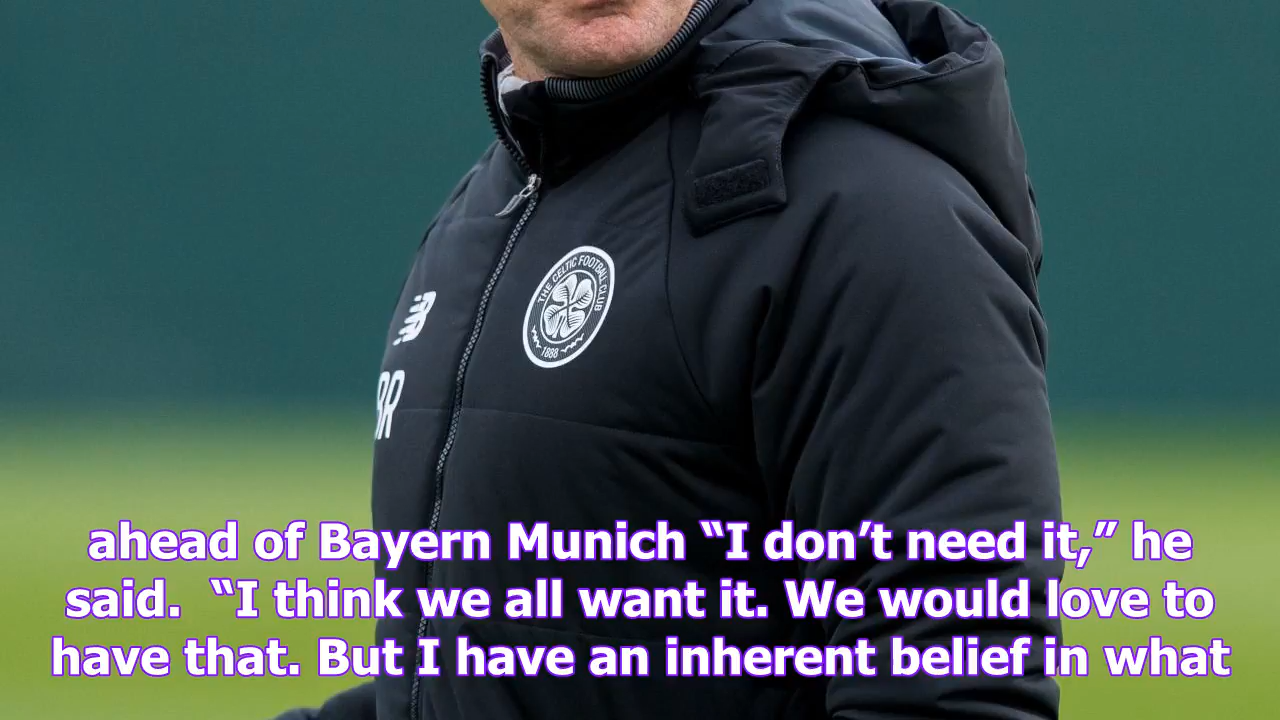 THE CELTIC FOOTBALL CLUB
1888
BR
ahead of Bayern Munich “I don’t need it,” he
said.  “I think we all want it. We would love to
have that. But I have an inherent belief in what